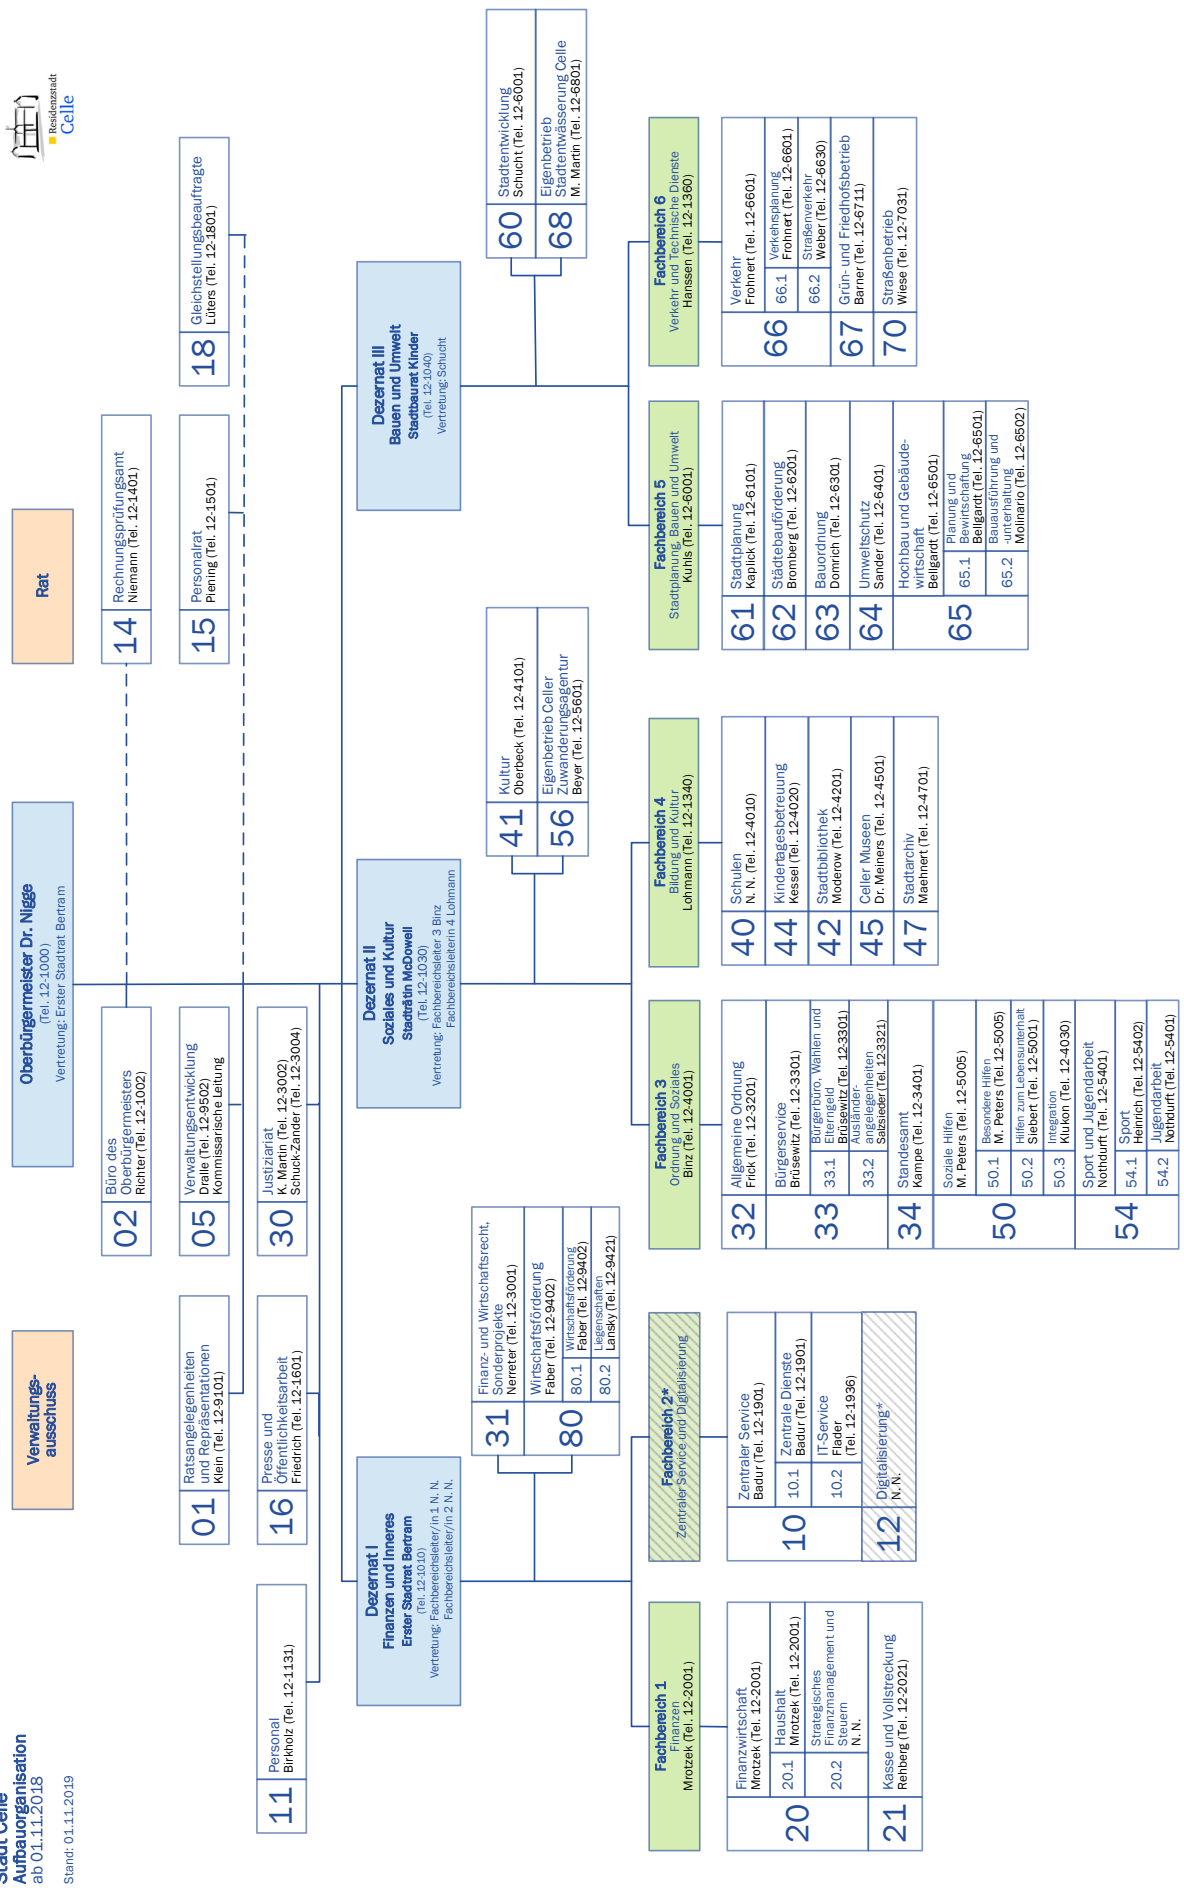 Stadt Celle
Aufbauorganisation
ab 01.11.2018
Stand: 01.11.2019
Residenzstadt
Celle
Verwaltungs-
ausschuss
Oberbürgermeister Dr. Nigge
(Tel. 12-1000)
Vertretung: Erster Stadtrat Bertram
Rat
02
Büro des
Oberbürgermeisters
Richter (Tel. 12-1002)
14
Rechnungsprüfungsamt
Niemann (Tel. 12-1401)
01
Ratsangelegenheiten
und Repräsentationen
Klein (Tel. 12-9101)
05
Verwaltungsentwicklung
Dralle (Tel. 12-9502)
Kommissarische Leitung
15
Personalrat
Piening (Tel. 12-1501)
18
Gleichstellungsbeauftragte
Lüters (Tel. 12-1801)
11
Personal
Birkholz (Tel. 12-1131)
16
Presse und
Öffentlichkeitsarbeit
Friedrich (Tel. 12-1601)
30
Justiziariat
K. Martin (Tel. 12-3002)
Schuck-Zander (Tel. 12-3004)
Dezernat I
Finanzen und Inneres
Erster Stadtrat Bertram
(Tel. 12-1010)
Vertretung: Fachbereichsleiter/in 1 N. N.
Fachbereichsleiter/in 2 N. N.
Dezernat II
Soziales und Kultur
Stadträtin McDowell
(Tel. 12-1030)
Vertretung: Fachbereichsleiter 3 Binz
Fachbereichsleiterin 4 Lohmann
Dezernat III
Bauen und Umwelt
Stadtbaurat Kinder
(Tel. 12-1040)
Vertretung: Schucht
31
Finanz- und Wirtschaftsrecht,
Sonderprojekte
Nerreter (Tel. 12-3001)
80
Wirtschaftsförderung
Faber (Tel. 12-9402)
80.1
Wirtschaftsförderung
Faber (Tel. 12-9402)
80.2
Liegenschaften
Lansky (Tel. 12-9421)
41
Kultur
Oberbeck (Tel. 12-4101)
56
Eigenbetrieb Celler
Zuwanderungsagentur
Beyer (Tel. 12-5601)
60
Stadtentwicklung
Schucht (Tel. 12-6001)
68
Eigenbetrieb
Stadtentwässerung Celle
M. Martin (Tel. 12-6801)
Fachbereich 1
Finanzen
Mrotzek (Tel. 12-2001)
Fachbereich 2*
Zentraler Service und Digitalisierung
Fachbereich 3
Ordnung und Soziales
Binz (Tel. 12-4001)
Fachbereich 4
Bildung und Kultur
Lohmann (Tel. 12-1340)
Fachbereich 5
Stadtplanung, Bauen und Umwelt
Kuhls (Tel. 12-6001)
Fachbereich 6
Verkehr und Technische Dienste
Hanssen (Tel. 12-1360)
20
Finanzwirtschaft
Mrotzek (Tel. 12-2001)
20.1
Haushalt
Mrotzek (Tel. 12-2001)
20.2
Strategisches
Finanzmanagement und
Steuern
N. N.
21
Kasse und Vollstreckung
Rehberg (Tel. 12-2021)
10
Zentraler Service
Badur (Tel. 12-1901)
10.1
Zentrale Dienste
Badur (Tel. 12-1901)
10.2
IT-Service
Flader
(Tel. 12-1936)
12
Digitalisierung*
N. N.
32
Allgemeine Ordnung
Frick (Tel. 12-3201)
33
Bürgerservice
Brüsewitz (Tel. 12-3301)
33.1
Bürgerbüro, Wahlen und
Elterngeld
Brüsewitz (Tel. 12-3301)
33.2
Ausländer-
angelegenheiten
Salzsieder (Tel. 12-3321)
34
Standesamt
Kampe (Tel. 12-3401)
50
Soziale Hilfen
M. Peters (Tel. 12-5005)
50.1
Besondere Hilfen
M. Peters (Tel. 12-5005)
50.2
Hilfen zum Lebensunterhalt
Siebert (Tel. 12-5001)
50.3
Integration
Klukon (Tel. 12-4030)
54
Sport und Jugendarbeit
Nothdurft (Tel. 12-5401)
54.1
Sport
Heinrich (Tel. 12-5402)
54.2
Jugendarbeit
Nothdurft (Tel. 12-5401)
40
Schulen
N. N. (Tel. 12-4010)
44
Kindertagesbetreuung
Kessel (Tel. 12-4020)
42
Stadtbibliothek
Moderow (Tel. 12-4201)
45
Celler Museen
Dr. Meiners (Tel. 12-4501)
47
Stadtarchiv
Maehnert (Tel. 12-4701)
61
Stadtplanung
Kaplick (Tel. 12-6101)
62
Städtebauförderung
Bromberg (Tel. 12-6201)
63
Bauordnung
Domrich (Tel. 12-6301)
64
Umweltschutz
Sander (Tel. 12-6401)
65
Hochbau und Gebäude-
wirtschaft
Bellgardt (Tel. 12-6501)
65.1
Planung und
Bewirtschaftung
Bellgardt (Tel. 12-6501)
65.2
Bauausführung und
-unterhaltung
Molinario (Tel. 12-6502)
66
Verkehr
Frohnert (Tel. 12-6601)
66.1
Verkehrsplanung
Frohnert (Tel. 12-6601)
66.2
Straßenverkehr
Weber (Tel. 12-6630)
67
Grün- und Friedhofsbetrieb
Barner (Tel. 12-6711)
70
Straßenbetrieb
Wiese (Tel. 12-7031)